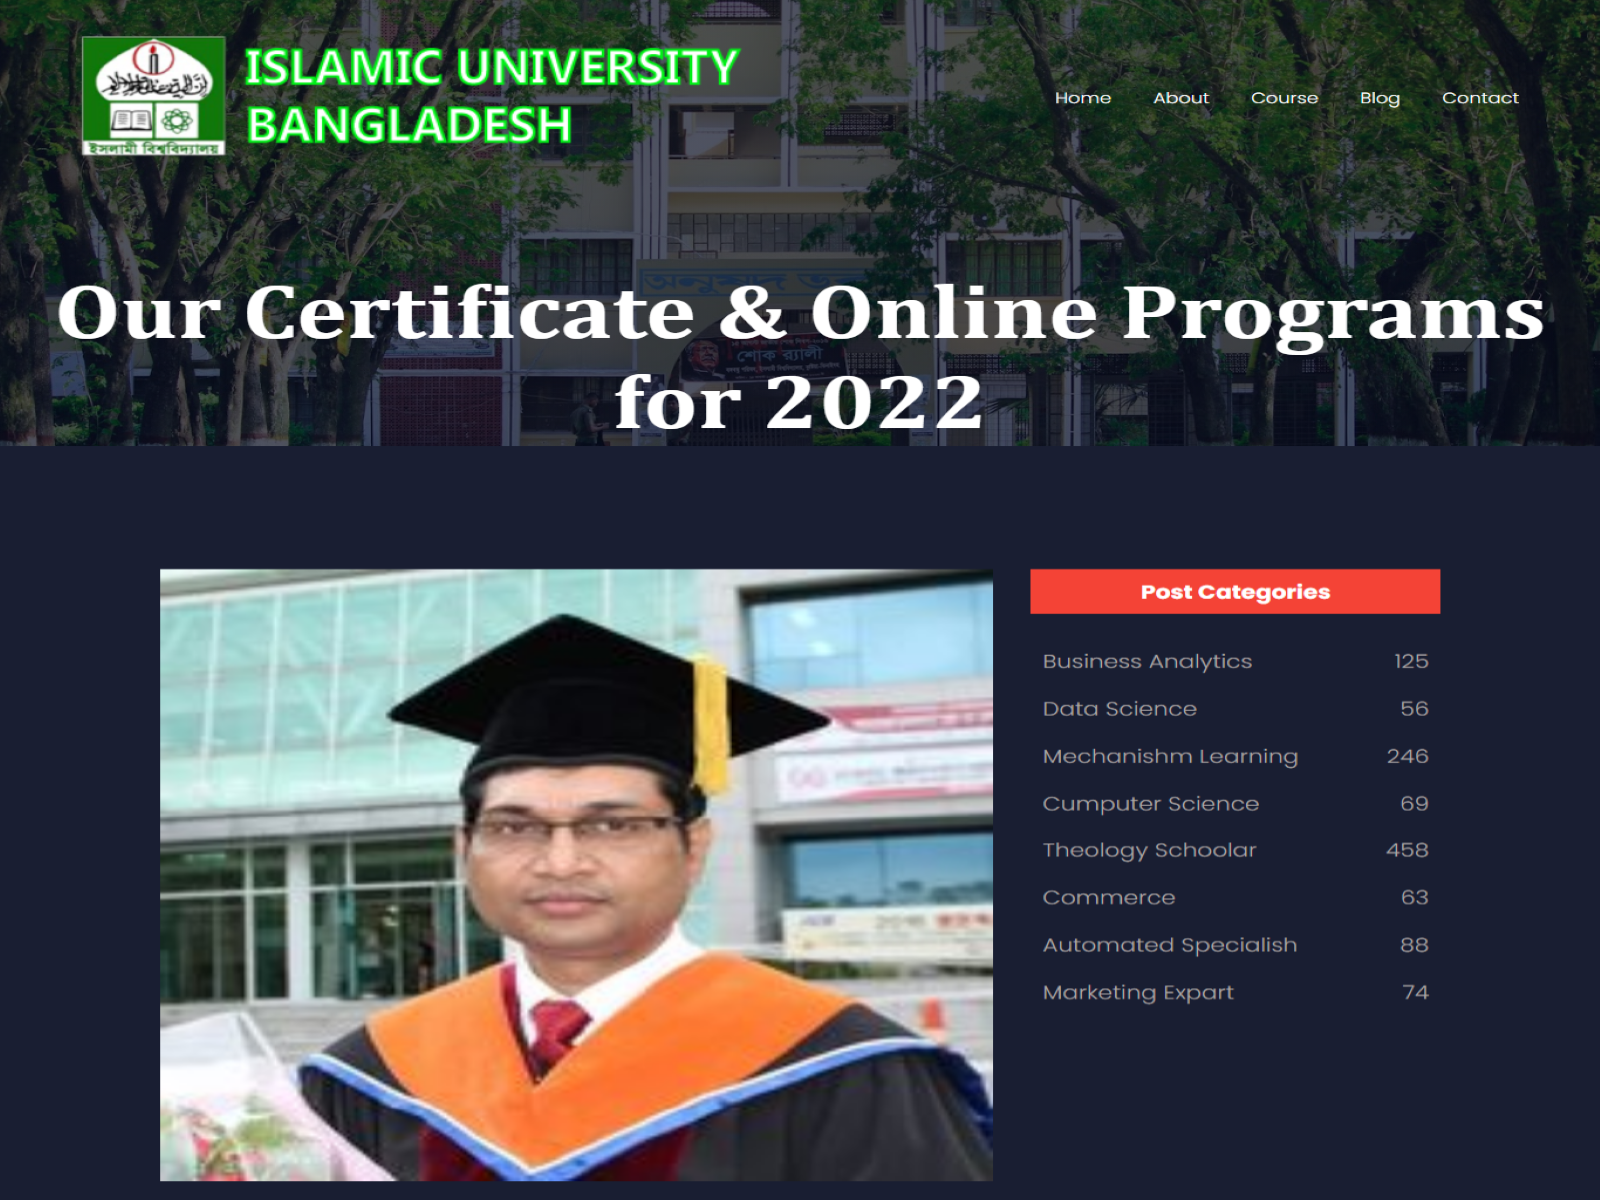 ইসলামী বিশ্ববিদ্যালয়
ISLAMIC UNIVERSITY
BANGLADESH
Home About Course Blog Contact
Our Certificate & Online Programs
for 2022
শোক র‍্যালী
Post Categories
Business Analytics 125
Data Science 56
Mechanishm Learning 246
Cumputer Science 69
Theology Schoolar 458
Commerce 63
Automated Specialish 88
Marketing Expart 74